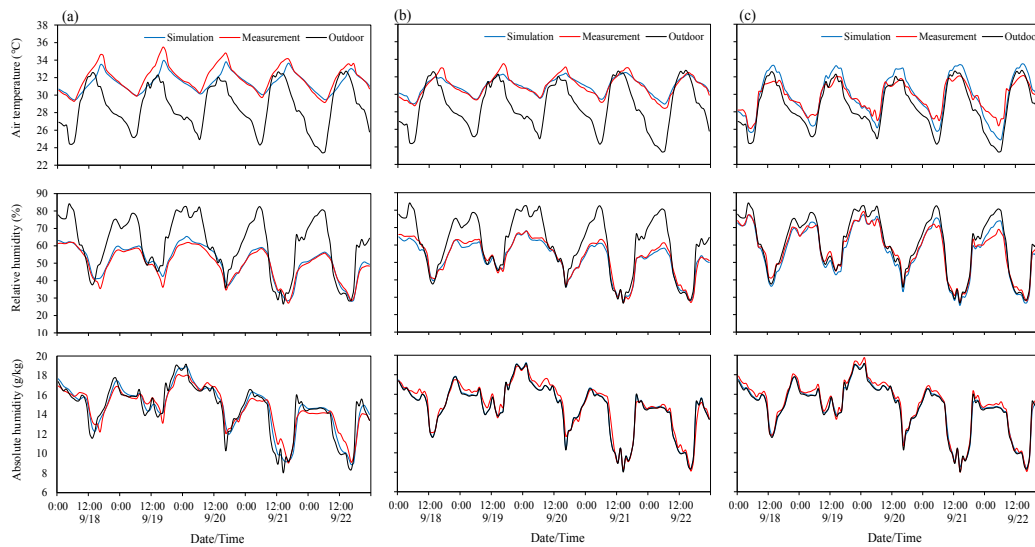 (a) (b) (c)
Simulation Measurement Outdoor
Simulation Measurement Outdoor
Simulation Measurement Outdoor
Air temperature (℃)
38
36
34
32
30
28
26
24
22
Relative humidity (%)
90
80
70
60
50
40
30
20
10
Absolute humidity (g/kg)
20
18
16
14
12
10
8
6
0:00 12:00 0:00 12:00 0:00 12:00 0:00 12:00 0:00 12:00
9/18 9/19 9/20 9/21 9/22
Date/Time
0:00 12:00 0:00 12:00 0:00 12:00 0:00 12:00 0:00 12:00
9/18 9/19 9/20 9/21 9/22
Date/Time
0:00 12:00 0:00 12:00 0:00 12:00 0:00 12:00 0:00 12:00
9/18 9/19 9/20 9/21 9/22
Date/Time